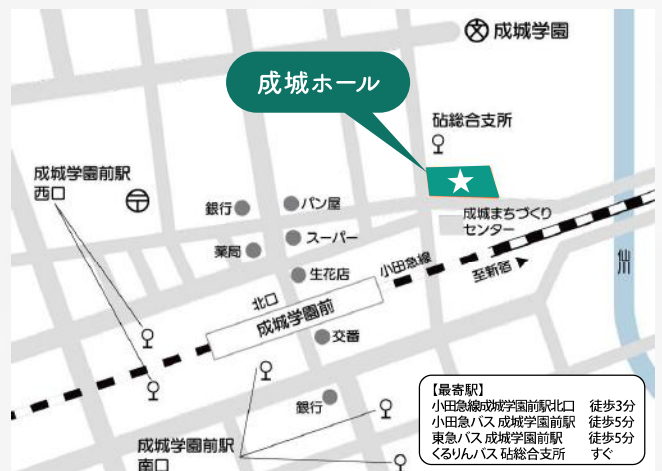 成城学園
成城ホール
砧総合支所
成城学園前駅
西口
銀行
パン屋
成城まちづくり
センター
薬局
スーパー
生花店
小田急線
至新宿
仙川
北口
成城学園前
交番
銀行
成城学園前駅
南口
【最寄駅】
小田急線成城学園前駅北口 徒歩3分
小田急バス 成城学園前駅 徒歩5分
東急バス 成城学園前駅 徒歩5分
くるりんバス 砧総合支所 すぐ